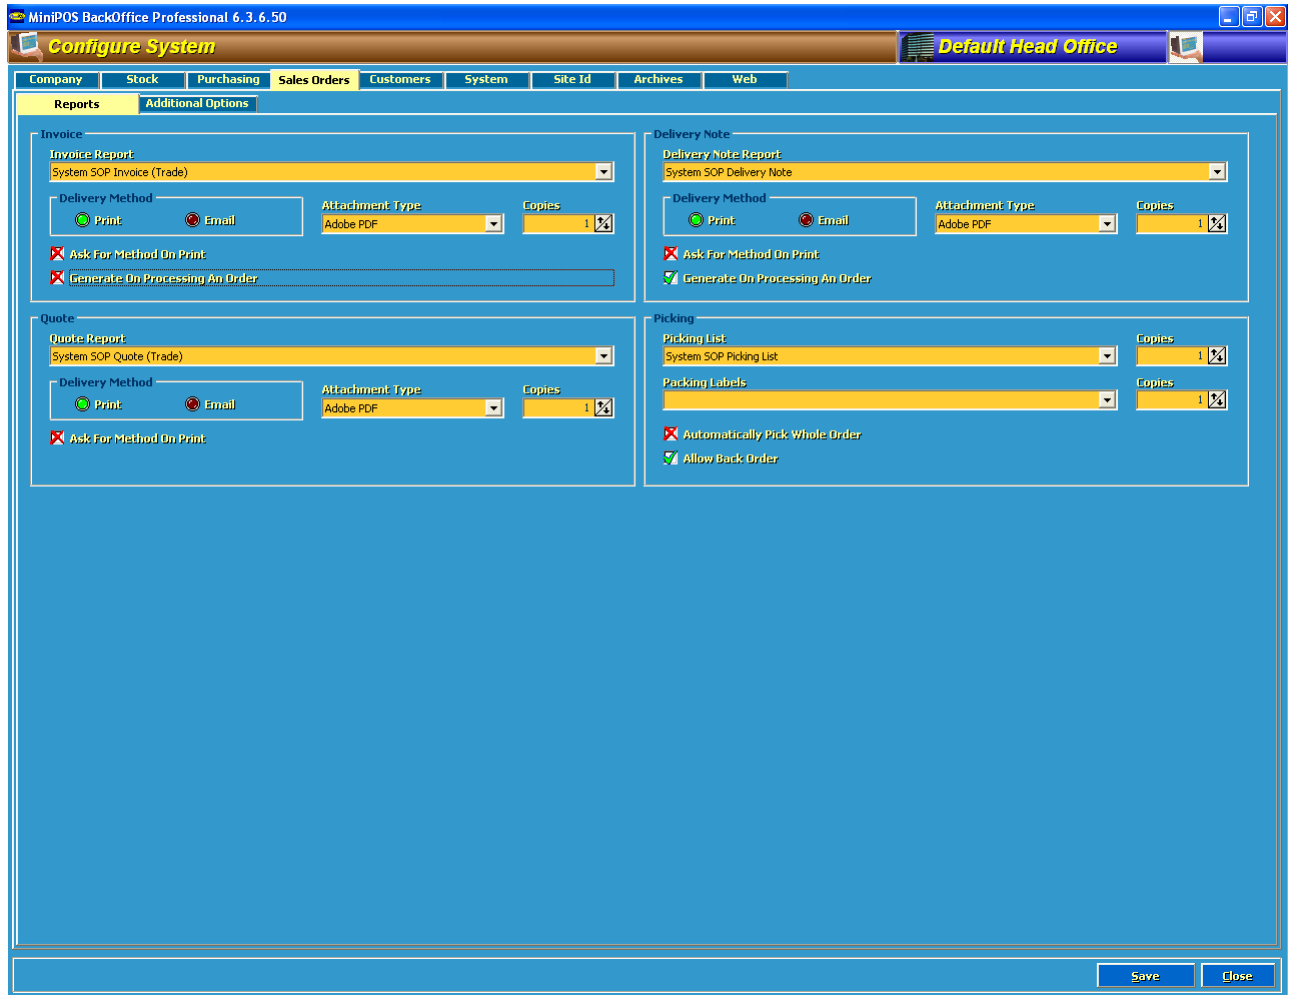 MiniPOS BackOffice Professional 6.3.6.50
Configure System
Default Head Office
Company Stock Purchasing Sales Orders Customers System Site Id Archives Web
Reports Additional Options
Invoice
Invoice Report
System SOP Invoice (Trade)
Delivery Method
Print Email
Attachment Type
Adobe PDF
Copies
1
Ask For Method On Print
Generate On Processing An Order
Delivery Note
Delivery Note Report
System SOP Delivery Note
Delivery Method
Print Email
Attachment Type
Adobe PDF
Copies
1
Ask For Method On Print
Generate On Processing An Order
Quote
Quote Report
System SOP Quote (Trade)
Delivery Method
Print Email
Attachment Type
Adobe PDF
Copies
1
Ask For Method On Print
Picking
Picking List
System SOP Picking List
Copies
1
Packing Labels
Copies
1
Automatically Pick Whole Order
Allow Back Order
Save Close